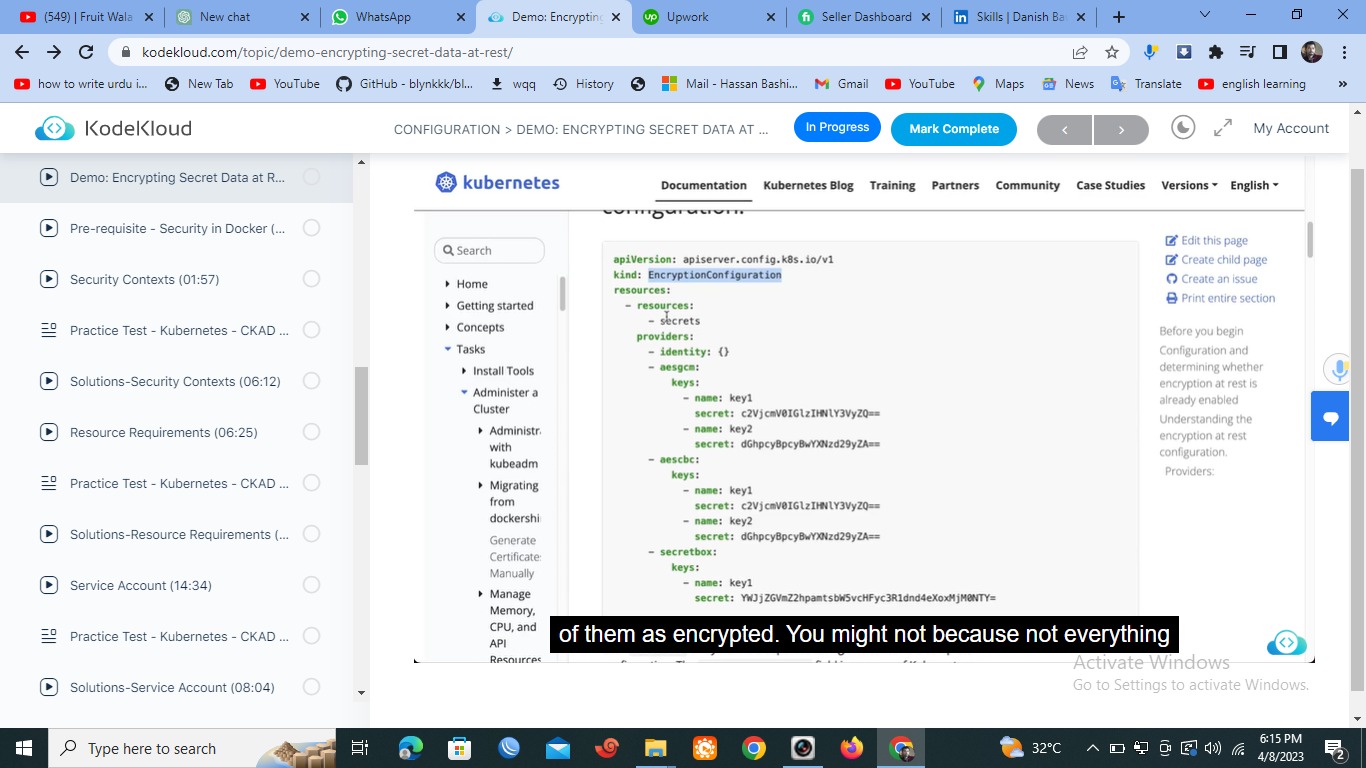 (549) | Fruit Wala
New chat
WhatsApp
Demo: Encrypting
Upwork
Seller Dashboard
Skills | Danish Ba
kodekloud.com/topic/demo-encrypting-secret-data-at-rest/
how to write urdu i...
New Tab
YouTube
GitHub - blynkkk/bl...
wqq
History
Mail - Hassan Bashi...
Gmail
YouTube
Maps
News
Translate
english learning
»
KodeKloud
CONFIGURATION > DEMO: ENCRYPTING SECRET DATA AT ...
In Progress
Mark Complete
My Account
Demo: Encrypting Secret Data at R...
Pre-requisite - Security in Docker (...
Security Contexts (01:57)
Practice Test - Kubernetes - CKAD ...
Solutions-Security Contexts (06:12)
Resource Requirements (06:25)
Practice Test - Kubernetes - CKAD ...
Solutions-Resource Requirements (...
Service Account (14:34)
Practice Test - Kubernetes - CKAD ...
Solutions-Service Account (08:04)
kubernetes
Documentation
Kubernetes Blog
Training
Partners
Community
Case Studies
Versions
English
configuration.
Search
Home
Getting started
Concepts
Tasks
Install Tools
Administer a
Cluster
Administr
with
kubeadm
Migrating
from
dockershi
Generate
Certificate
Manually
Manage
Memory,
CPU, and
API
Resources
apiVersion: apiserver.config.k8s.io/v1
kind: EncryptionConfiguration
resources:
- resources:
- secrets
providers:
- identity: {}
- aesgcm:
keys:
- name: key1
secret: c2VjcmV0IGlzIHNlY3VyZQ==
- name: key2
secret: dGhpcyBpcyBwYXNzd29yZA==
- aescbc:
keys:
- name: key1
secret: c2VjcmV0IGlzIHNlY3VyZQ==
- name: key2
secret: dGhpcyBpcyBwYXNzd29yZA==
- secretbox:
keys:
- name: key1
secret: YWJjZGVmZ2hpamtsbW5vcHFyc3R1dnd4eXoxMjM0NTY=
Edit this page
Create child page
Create an issue
Print entire section
Before you begin
Configuration and
determining whether
encryption at rest is
already enabled
Understanding the
encryption at rest
configuration.
Providers:
of them as encrypted. You might not because not everything
Activate Windows
Go to Settings to activate Windows.
Type here to search
32°C
6:15 PM
4/8/2023
2